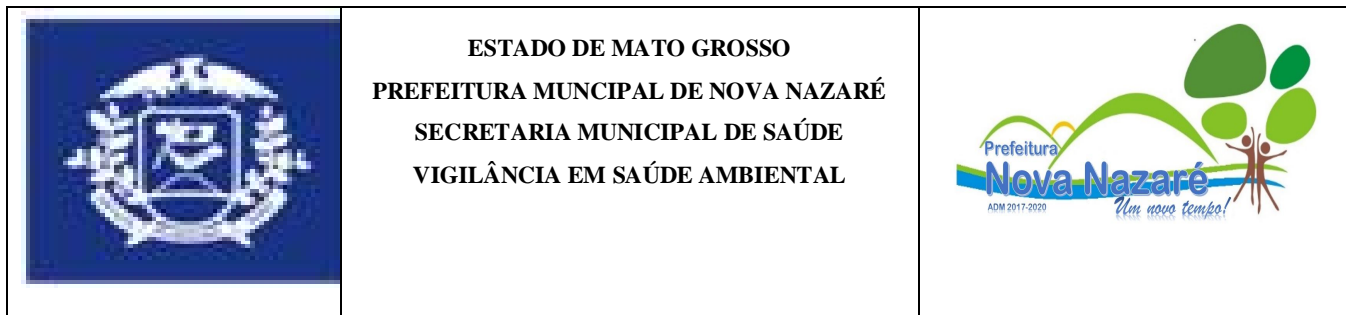 ESTADO DE MATO GROSSO
PREFEITURA MUNCIPAL DE NOVA NAZARÉ
SECRETARIA MUNICIPAL DE SAÚDE
VIGILÂNCIA EM SAÚDE AMBIENTAL
Prefeitura
Nova Nazaré
ADM 2017-2020
Um novo tempo!